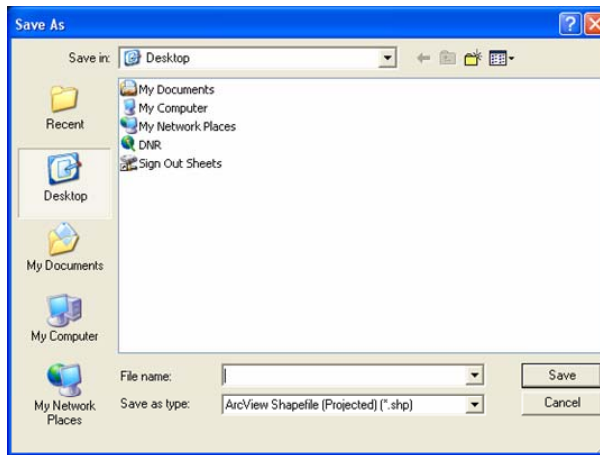 Save As
Save in:
Desktop
Recent
Desktop
My Documents
My Computer
My Network
Places
My Documents
My Computer
My Network Places
DNR
Sign Out Sheets
File name:
Save
Save as type:
ArcView Shapefile (Projected) (*.shp)
Cancel